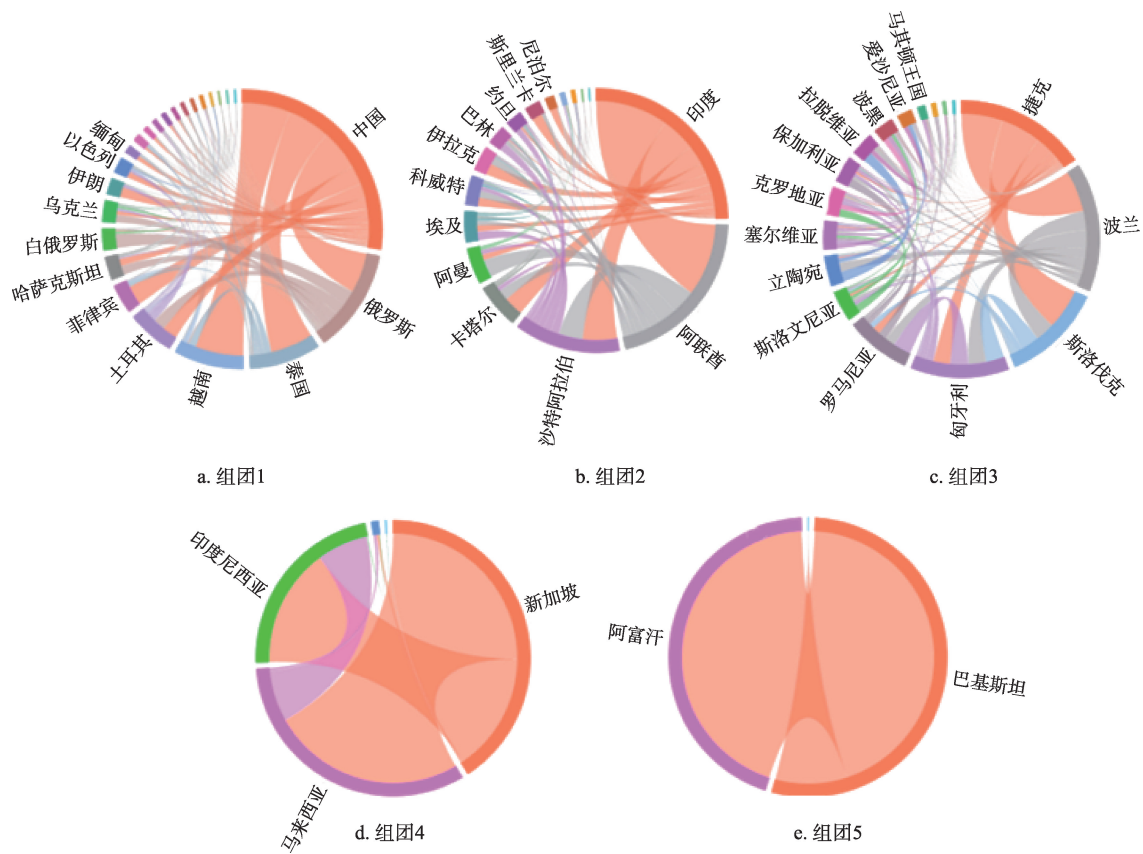 中国
俄罗斯
泰国
越南
土耳其
菲律宾
哈萨克斯坦
白俄罗斯
乌克兰
伊朗
以色列
缅甸
a. 组团1
印度
阿联酋
沙特阿拉伯
卡塔尔
阿曼
埃及
科威特
伊拉克
巴林
约旦
斯里兰卡
尼泊尔
b. 组团2
捷克
波兰
斯洛伐克
匈牙利
罗马尼亚
斯洛文尼亚
立陶宛
塞尔维亚
克罗地亚
保加利亚
拉脱维亚
波黑
爱沙尼亚
马其顿王国
c. 组团3
新加坡
马来西亚
印度尼西亚
d. 组团4
巴基斯坦
阿富汗
e. 组团5